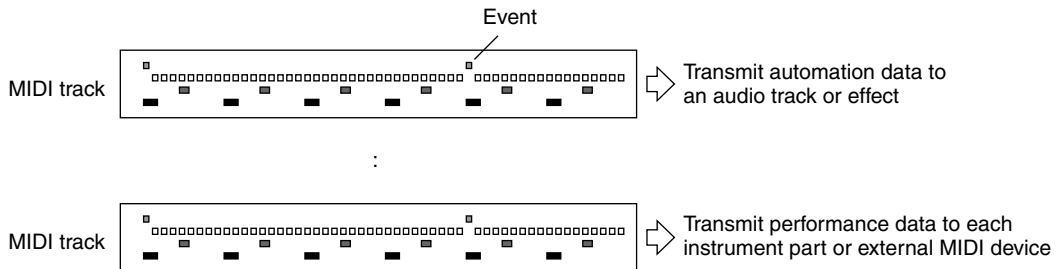 Event
MIDI track
Transmit automation data to
an audio track or effect
:
MIDI track
Transmit performance data to each
instrument part or external MIDI device